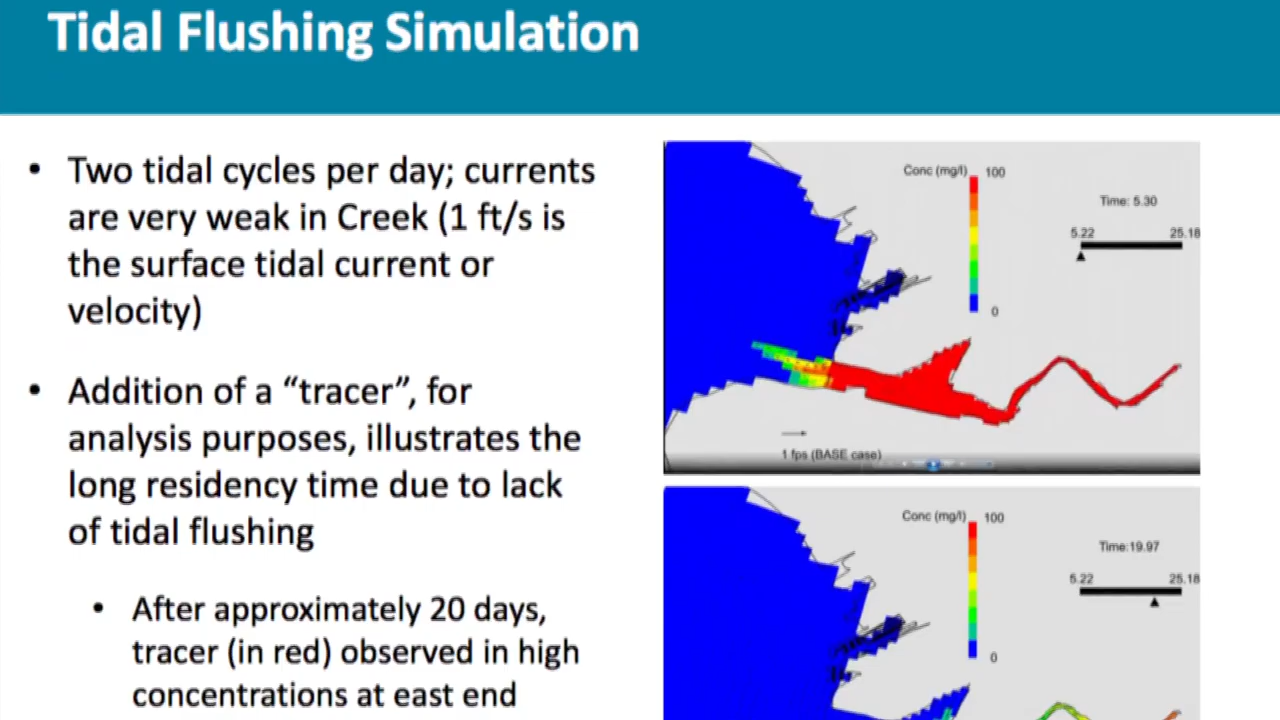 Tidal Flushing Simulation
• Two tidal cycles per day; currents
are very weak in Creek (1 ft/s is
the surface tidal current or
velocity)
• Addition of a “tracer”, for
analysis purposes, illustrates the
long residency time due to lack
of tidal flushing
• After approximately 20 days,
tracer (in red) observed in high
concentrations at east end
Conc (mg/l) 100
0
Time: 5.30
5.22 25.18
1 fps (BASE case)
Conc (mg/l) 100
0
Time:19.97
5.22 25.18